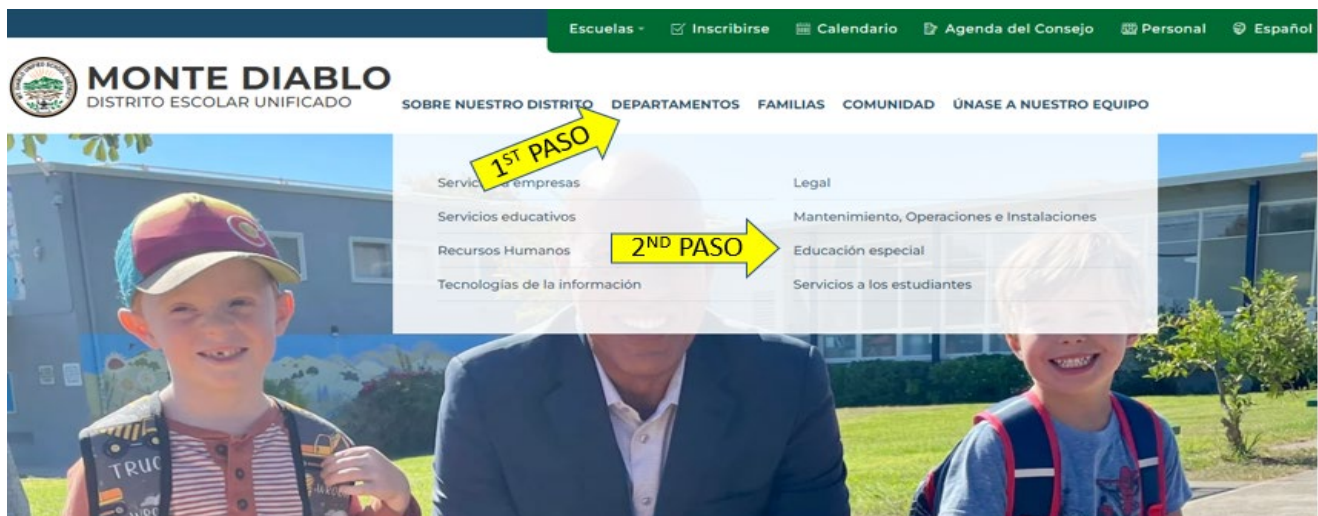 Escuelas Inscribirse Calendario Agenda del Consejo Personal Español
MONTE DIABLO
DISTRITO ESCOLAR UNIFICADO
SOBRE NUESTRO DISTRITO DEPARTAMENTOS FAMILIAS COMUNIDAD ÚNASE A NUESTRO EQUIPO
1ST PASO
empresas
Legal
Servicios educativos
Mantenimiento, Operaciones e Instalaciones
Recursos Humanos
2ND PASO
Educación especial
Tecnologías de la información
Servicios a los estudiantes
TRUC